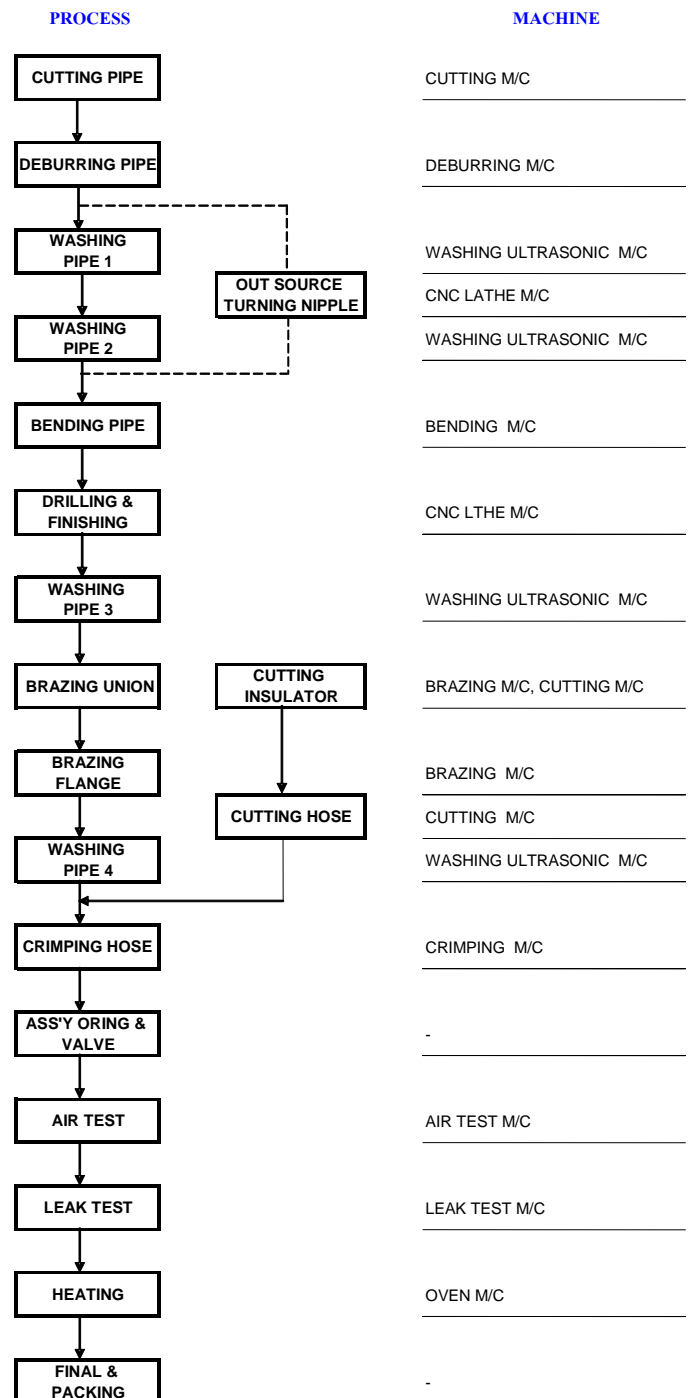 PROCESS MACHINE
CUTTING PIPE CUTTING M/C
DEBURRING PIPE DEBURRING M/C
WASHING
PIPE 1
WASHING ULTRASONIC M/C
OUT SOURCE
TURNING NIPPLE
CNC LATHE M/C
WASHING
PIPE 2
WASHING ULTRASONIC M/C
BENDING PIPE BENDING M/C
DRILLING &
FINISHING
CNC LTHE M/C
WASHING
PIPE 3
WASHING ULTRASONIC M/C
BRAZING UNION
CUTTING
INSULATOR
BRAZING M/C, CUTTING M/C
BRAZING
FLANGE
BRAZING M/C
CUTTING HOSE CUTTING M/C
WASHING
PIPE 4
WASHING ULTRASONIC M/C
CRIMPING HOSE CRIMPING M/C
ASS'Y ORING &
VALVE
-
AIR TEST AIR TEST M/C
LEAK TEST LEAK TEST M/C
HEATING OVEN M/C
FINAL &
PACKING
-